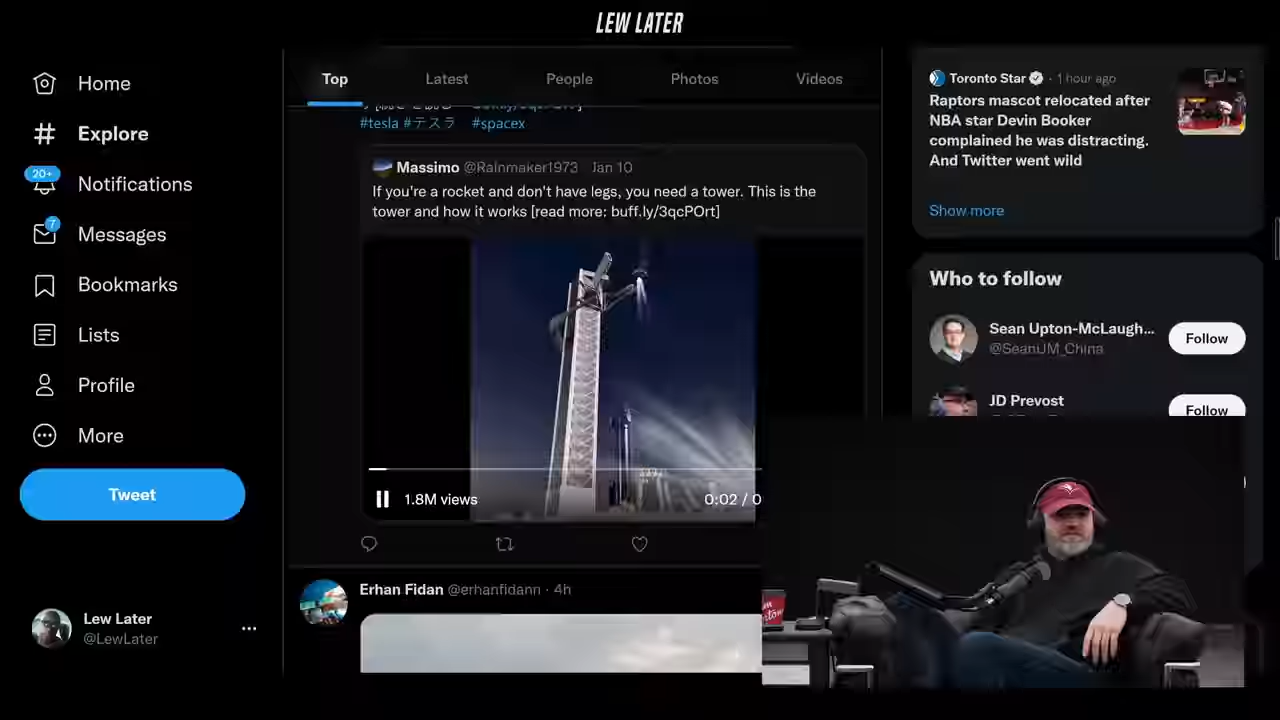 LEW LATER
Home
Explore
20+
Notifications
7
Messages
Bookmarks
Lists
Profile
More
Tweet
Lew Later
@LewLater
Top
Latest
People
Photos
Videos
#tesla #テスラ #spacex
Massimo @Rainmaker1973 Jan 10
If you're a rocket and don't have legs, you need a tower. This is the
tower and how it works [read more: buff.ly/3qcPOrt]
1.8M views
0:02 / 0
Erhan Fidan @erhanfidann · 4h
Toronto Star · 1 hour ago
Raptors mascot relocated after
NBA star Devin Booker
complained he was distracting.
And Twitter went wild
Show more
Who to follow
Sean Upton-McLaugh...
@SeanUM_China
Follow
JD Prevost
Follow